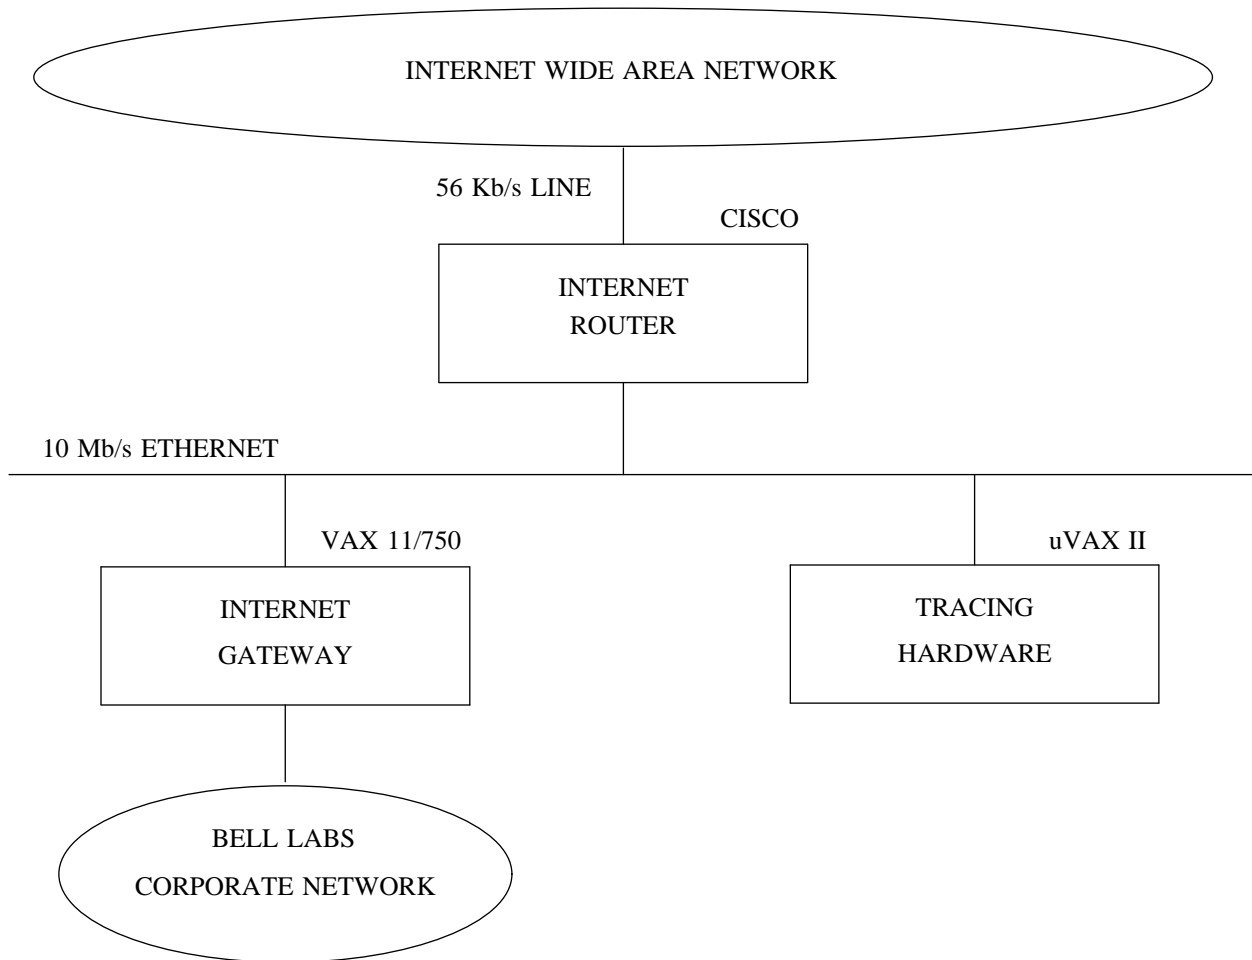 INTERNET WIDE AREA NETWORK
56 Kb/s LINE
CISCO
INTERNET
ROUTER
10 Mb/s ETHERNET
VAX 11/750
uVAX II
INTERNET
GATEWAY
TRACING
HARDWARE
BELL LABS
CORPORATE NETWORK